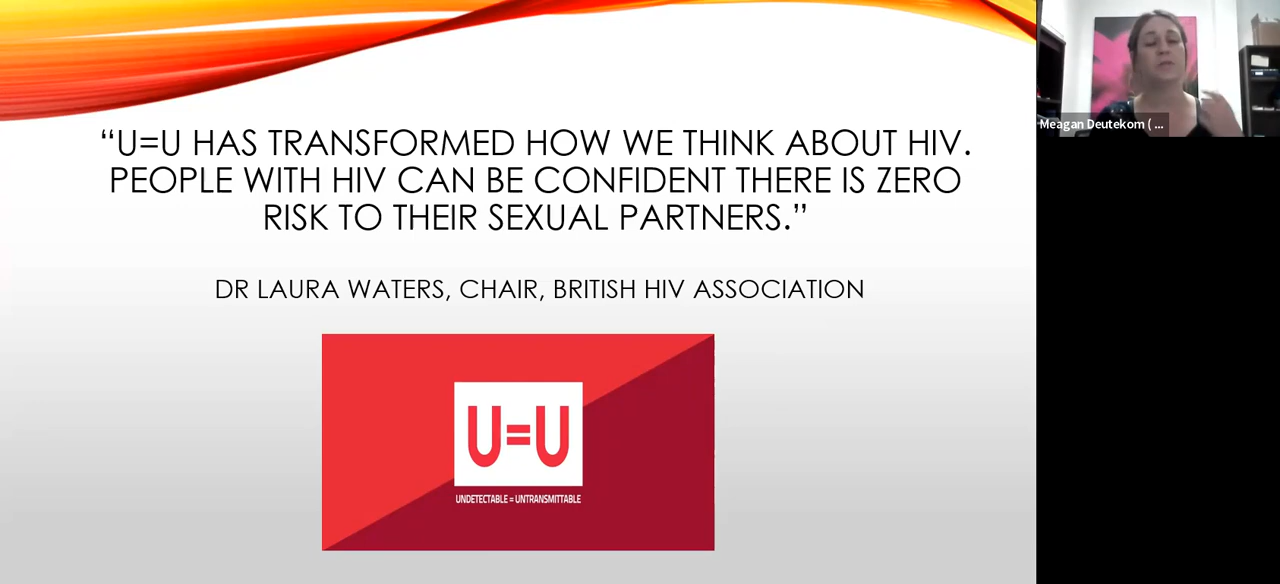 “U=U HAS TRANSFORMED HOW WE THINK ABOUT HIV.
PEOPLE WITH HIV CAN BE CONFIDENT THERE IS ZERO
RISK TO THEIR SEXUAL PARTNERS.”
DR LAURA WATERS, CHAIR, BRITISH HIV ASSOCIATION
U=U
UNDETECTABLE = UNTRANSMITTABLE
Meagan Deutekom ( ...